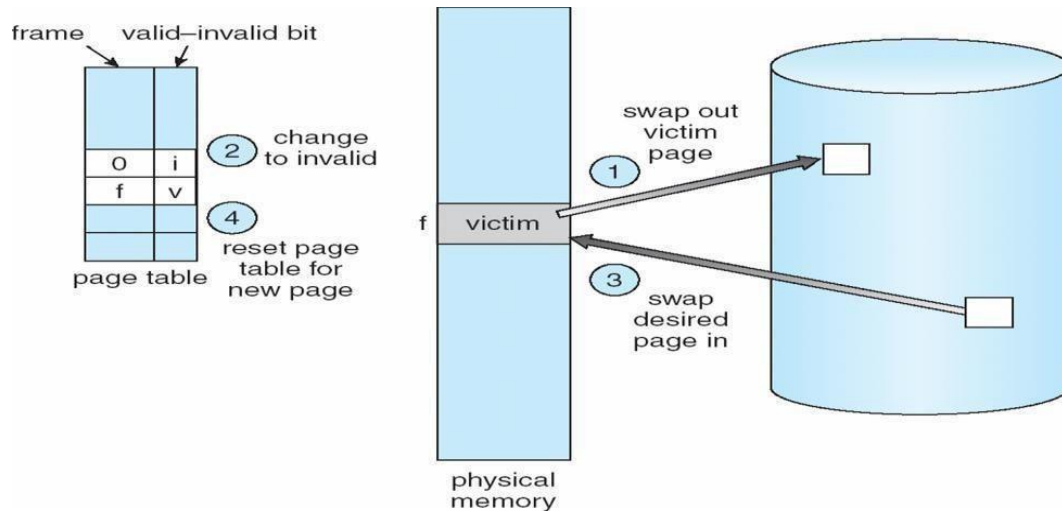 frame
valid–invalid bit
0 i
f v
2
change
to invalid
4
reset page
table for
new page
page table
f
victim
physical
memory
1
swap out
victim
page
3
swap
desired
page in